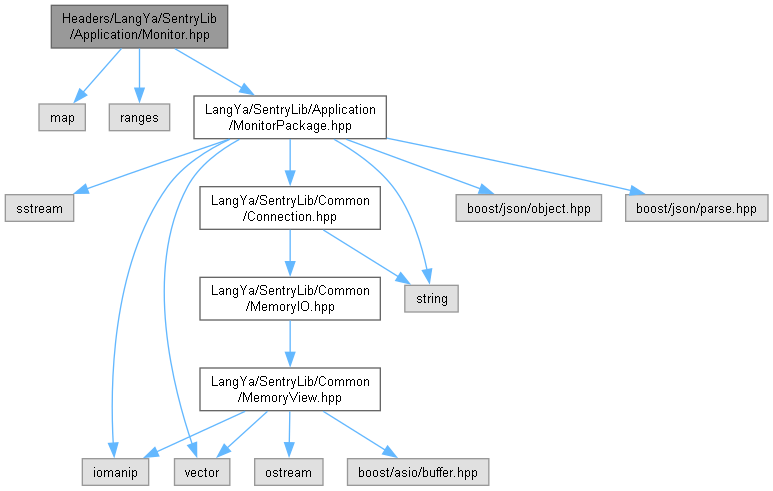 Headers/LangYa/SentryLib
/Application/Monitor.hpp
map
ranges
LangYa/SentryLib/Application
/MonitorPackage.hpp
sstream
LangYa/SentryLib/Common
/Connection.hpp
boost/json/object.hpp
boost/json/parse.hpp
LangYa/SentryLib/Common
/MemoryIO.hpp
string
LangYa/SentryLib/Common
/MemoryView.hpp
iomanip
vector
ostream
boost/asio/buffer.hpp